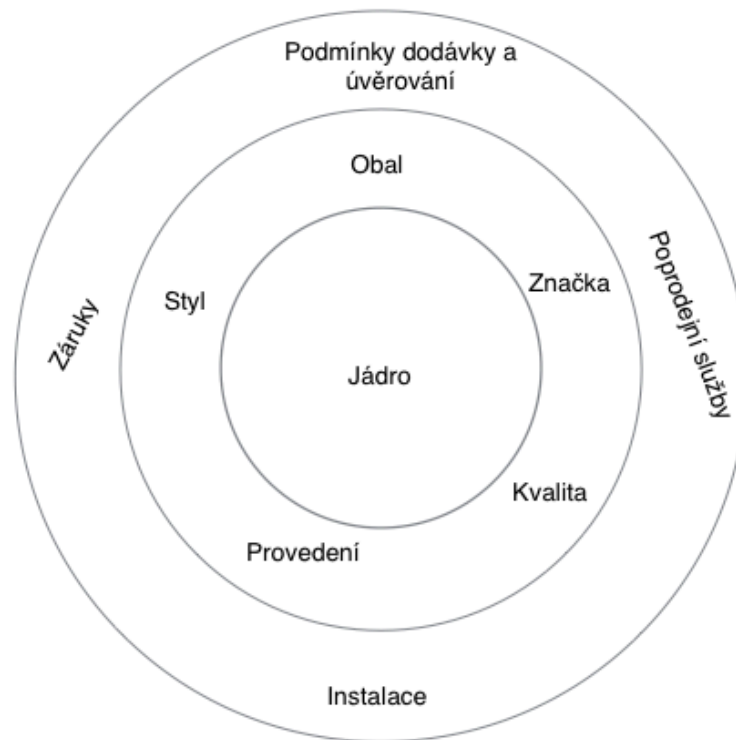 Podmínky dodávky a
úvěrování
Obal
Značka
Styl
Záruky
Poprodejní služby
Jádro
Kvalita
Provedení
Instalace